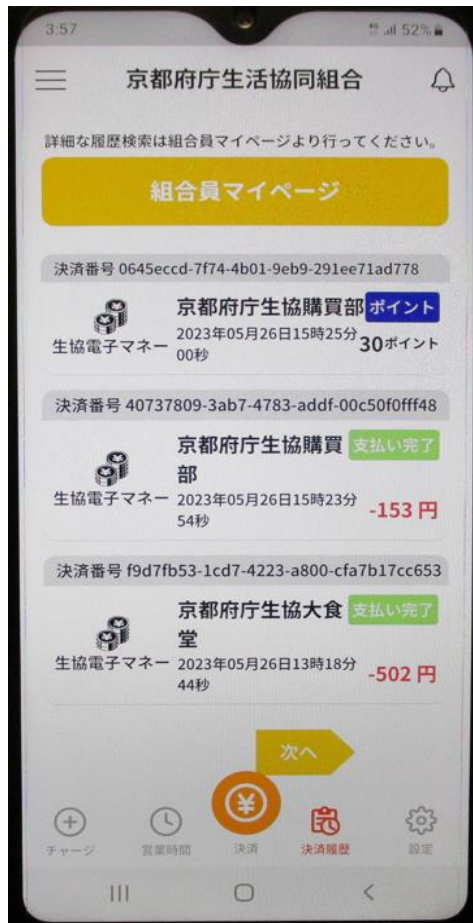 3:57
52%
京都府庁生活協同組合
詳細な履歴検索は組合員マイページより行ってください。
組合員マイページ
決済番号 0645eccd-7f74-4b01-9eb9-291ee71ad778
京都府庁生協購買部 ポイント
生協電子マネー
2023年05月26日15時25分
00秒
30ポイント
決済番号 40737809-3ab7-4783-addf-00c50f0fff48
京都府庁生協購買
部
支払い完了
生協電子マネー
2023年05月26日15時23分
54秒
-153 円
決済番号 f9d7fb53-1cd7-4223-a800-cfa7b17cc653
京都府庁生協大食
堂
支払い完了
生協電子マネー
2023年05月26日13時18分
44秒
-502 円
次へ
チャージ
営業時間
決済
決済履歴
設定